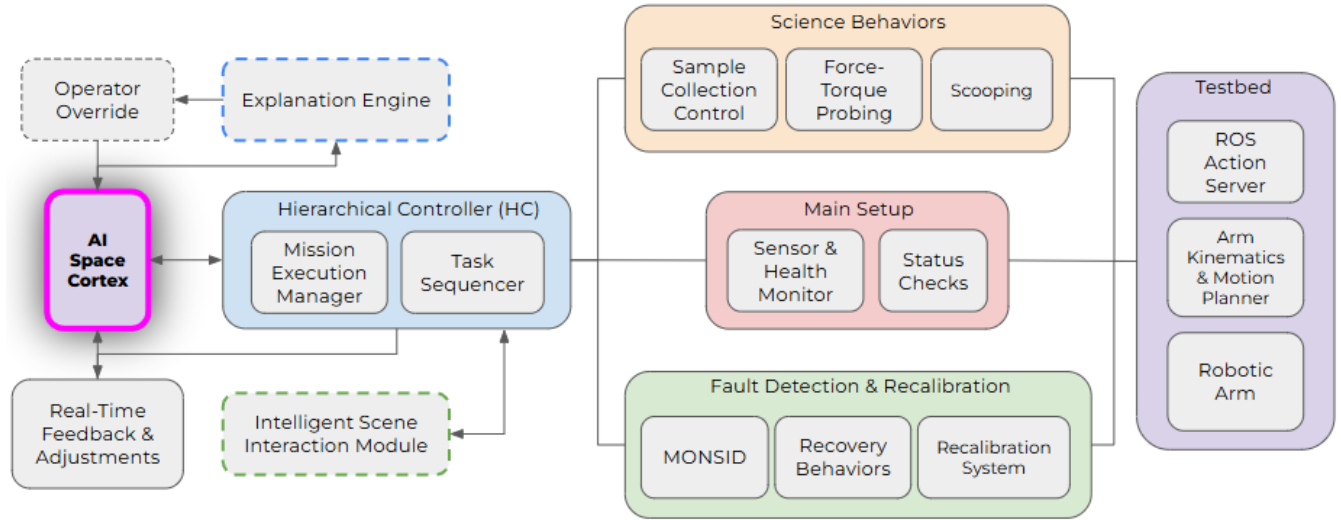 Operator
Override
Explanation Engine
AI
Space
Cortex
Hierarchical Controller (HC)
Mission
Execution
Manager
Task
Sequencer
Real-Time
Feedback &
Adjustments
Intelligent Scene
Interaction Module
Science Behaviors
Sample
Collection
Control
Force-
Torque
Probing
Scooping
Main Setup
Sensor &
Health
Monitor
Status
Checks
Fault Detection & Recalibration
MONSID
Recovery
Behaviors
Recalibration
System
Testbed
ROS
Action
Server
Arm
Kinematics
& Motion
Planner
Robotic
Arm